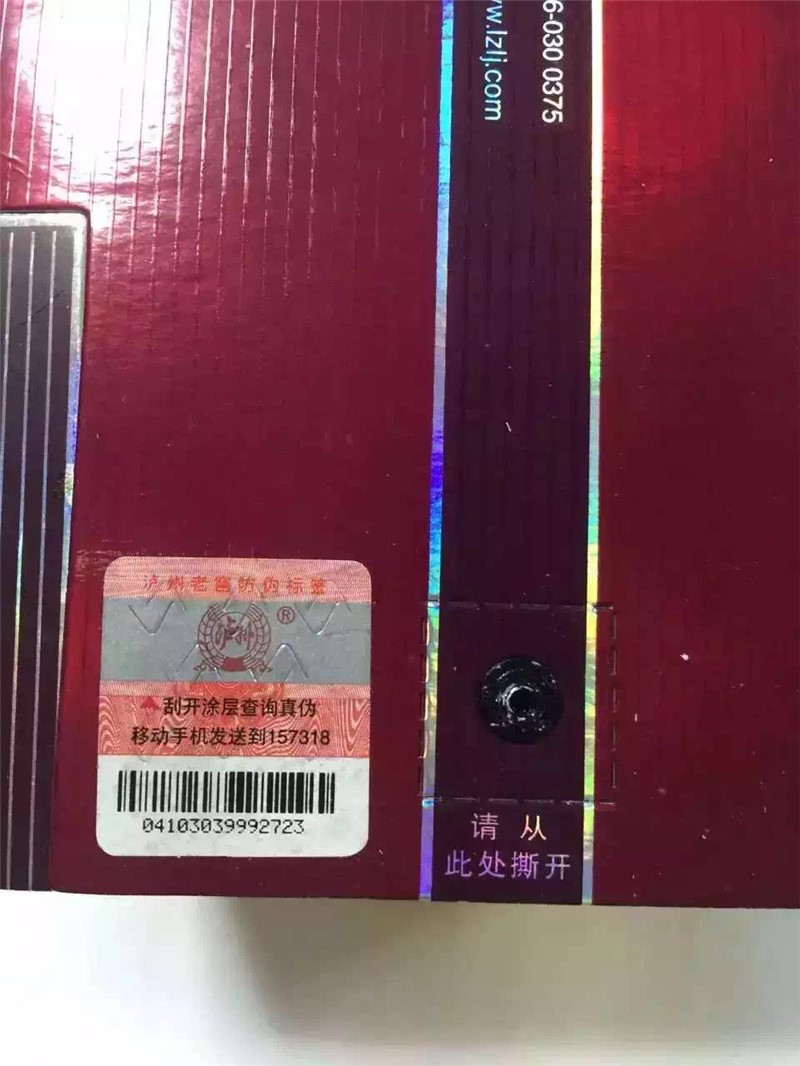 6-030 0375
w.lzlj.com
泸州老窖防伪标签
泸州
®
刮开涂层查询真伪
移动手机发送到157318
04103039992723
请 从
此处撕开